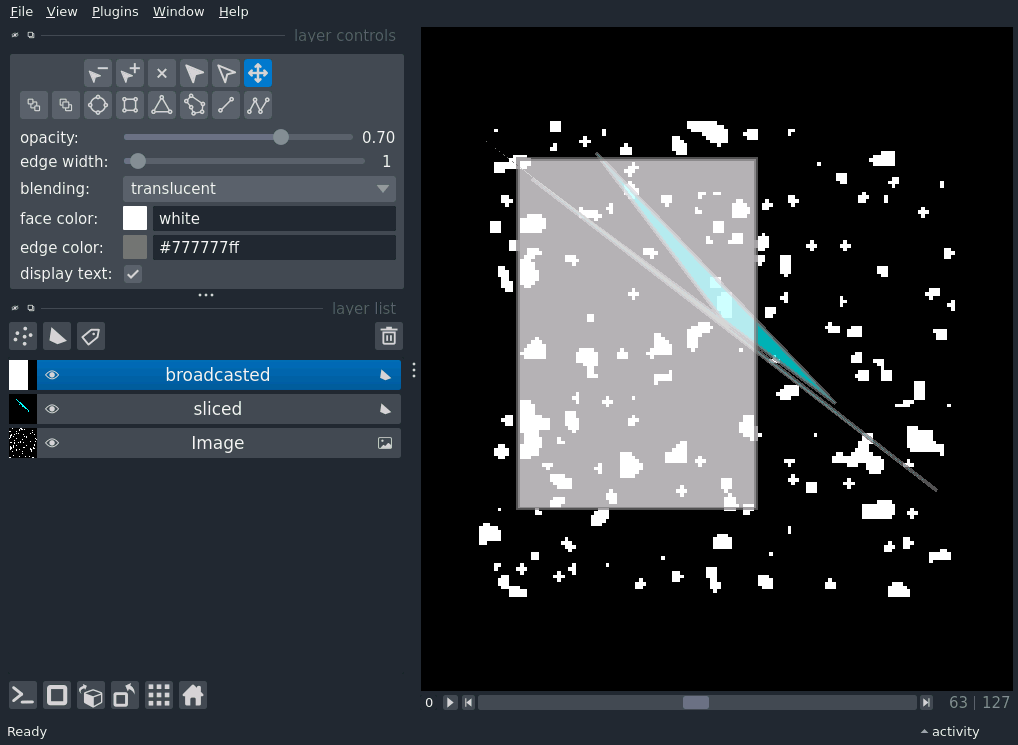 File View Plugins Window Help
layer controls
opacity: 0.70
edge width: 1
blending: translucent
face color: white
edge color: #777777ff
display text:
layer list
broadcasted
sliced
Image
0 63 | 127
Ready activity